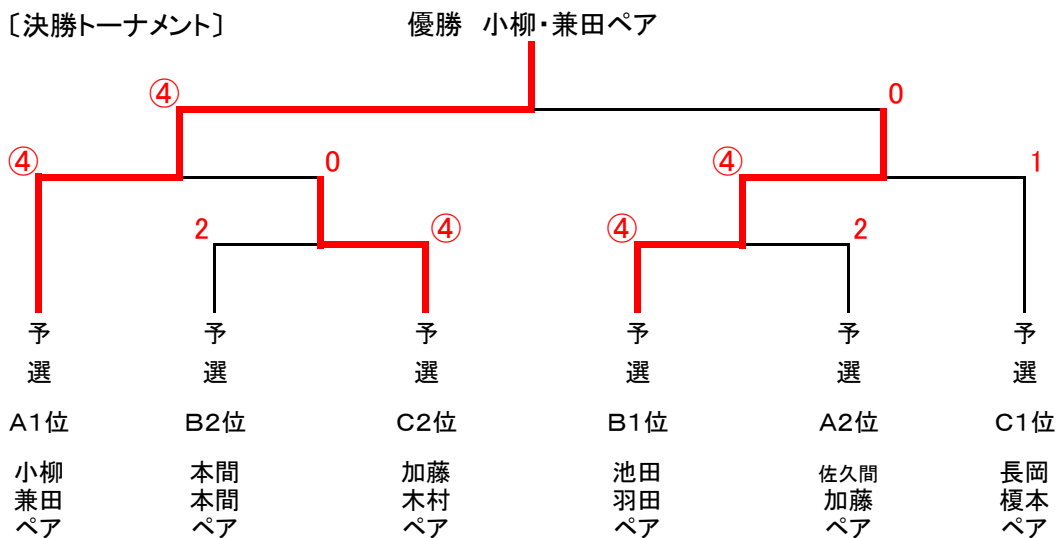 〔決勝トーナメント〕 優勝 小柳・兼田ペア
④ 0
④ 0 ④ 1
2 ④ ④ 2
予 予 予 予 予 予
選 選 選 選 選 選
A1位 B2位 C2位 B1位 A2位 C1位
小柳 本間 加藤 池田 佐久間 長岡
兼田 本間 木村 羽田 加藤 榎本
ペア ペア ペア ペア ペア ペア